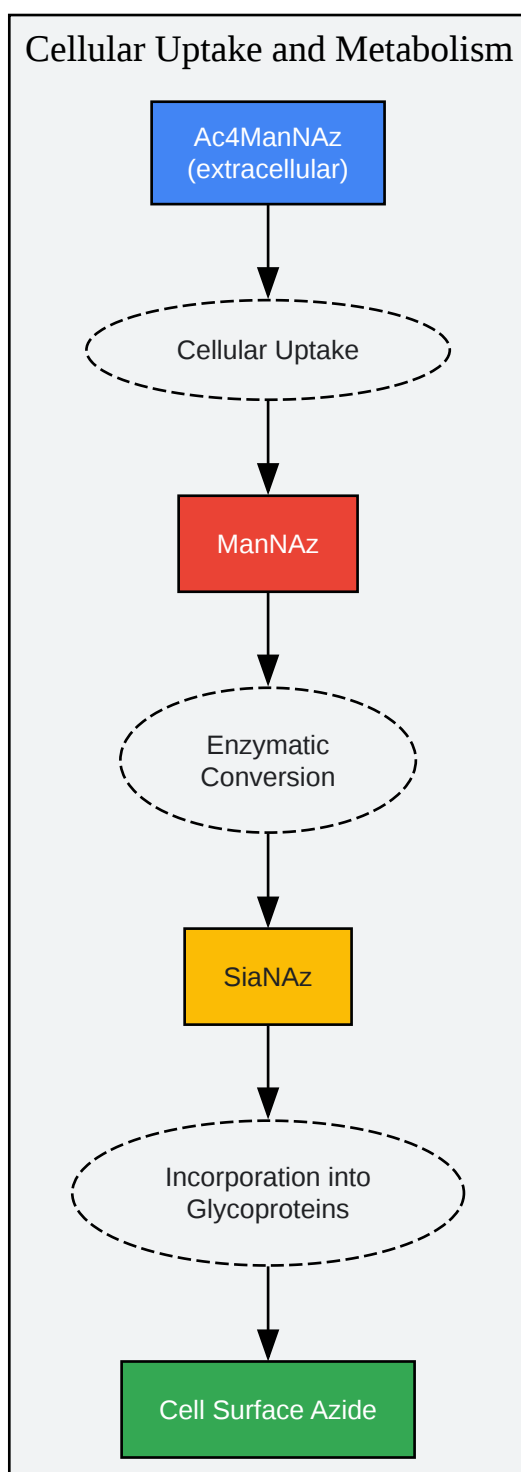 Cellular Uptake and Metabolism
Ac4ManNAz
(extracellular)
Cellular Uptake
ManNAz
Enzymatic
Conversion
SiaNAz
Incorporation into
Glycoproteins
Cell Surface Azide